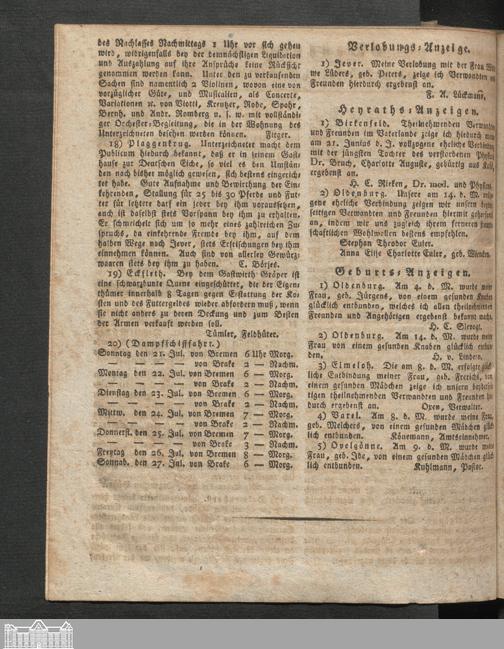 des Nachlasses Nachmittags 1 Uhr vor sich gehen
wird, widrigenfalls bey der demnächstigen Liquidation
und Auszahlung auf ihre Ansprüche keine Rücksicht
genommen werden kann. Unter den zu verkaufenden
Sachen sind namentlich 2 Violinen, wovon eine von
vorzüglicher Güte, und Musicalien, als Concerte,
Variationen ꝛc. von Viotti, Kreutzer, Rode, Spohr,
Bernh. und Andr. Romberg u. s. w. mit vollständi-
ger Orchester-Begleitung, die in der Wohnung des
Unterzeichneten besehen werden können.
18) Plaggenkrug. Unterzeichneter macht dem
Publicum hiedurch bekannt, daß er in seinem Gast-
hause zur Deutschen Eiche, so viel es den Umstän-
den nach bisher möglich gewesen, sich bestens eingerich-
tet habe. Gute Aufnahme und Bewirthung der Ein-
kehrenden, Stallung für 25 bis 30 Pferde und Fut-
ter für letztere darf ein jeder bey ihm voraussetzen,
auch ist daselbst stets Vorspann bey ihm zu erhalten.
Er schmeichelt sich um so mehr eines zahlreichen Zu-
spruchs, da reisende Fremde bey ihm, auf dem
halben Wege nach Jever, stets Erfrischungen bey ihm
einnehmen können. Auch sind von allerley Gewürz-
waaren stets bey ihm zu haben. C. Börjes.
19) Eckfleth. Bey dem Gastwirth Gräper ist
eine schwarzbunte Quene eingeschüttet, die der Eigen-
thümer innerhalb 8 Tagen gegen Erstattung der Ko-
sten und des Futtergeldes wieder abfordern muß, wenn
sie nicht anders zu deren Deckung und zum Besten
der Armen verkauft werden soll.
Tümler, Feldhüter.
20) (Dampfschifffahrt.)
Sonntag den 21. Jul. von Bremen 6 Uhr Morg.
— — — von Brake 2 — Nachm.
Montag den 22. Jul. von Bremen 6 — Morg.
— — — von Brake 2 — Nachm.
Dienstag den 23. Jul. von Bremen 6 — Morg.
— — — von Brake 2 — Nachm.
Mittw. den 24. Jul. von Bremen 7 — Morg.
— — — von Brake 2 — Nachm.
Donnerst. den 25. Jul. von Bremen 7 — Morg.
— — — von Brake 3 — Nachm.
Freytag den 26. Jul. von Bremen 8 — Morg.
Sonnab. den 27. Jul. von Brake 6 — Morg.
Verlobungs-Anzeige.
1) Jever. Meine Verlobung mit der Frau Wit-
we Lüders, geb. Peters, zeige ich Verwandten u.
Freunden hiedurch ergebenst an.
F. A. Lückmann.
Heyraths-Anzeigen.
1) Birkenfeld. Theilnehmenden Verwandten
und Freunden im Vaterlande zeige ich hiedurch meine
am 21. Junius d. J. vollzogene eheliche Verbindung
mit der jüngsten Tochter des verstorbenen Physicus
Dr. Bruch, Charlotte Auguste, gebürtig aus
ergebenst an.
H. C. Rieken, Dr. med. und Physicus.
2) Oldenburg. Unsere am 14. d. M. vollzo-
gene eheliche Verbindung zeigen wir unsern beyder-
seitigen Verwandten und Freunden hiermit gehorsamst
an, indem wir uns zugleich ihrem fernern freund-
schaftlichen Wohlwollen bestens empfehlen.
Stephan Theodor Euler.
Anna Elise Charlotte Euler, geb.
Geburts-Anzeigen.
1) Oldenburg. Am 4. d. M. wurde meine
Frau, geb. Jürgens, von einem gesunden Knaben
glücklich entbunden, welches ich allen theilnehmenden
Freunden und Angehörigen ergebenst bekannt mache.
H. C. Slevogt.
2) Oldenburg. Am 14. d. M. wurde meine
Frau von einem gesunden Knaben glücklich entbun-
den. H. v. Lindern.
3) Elmeloh. Die am 8. d. M. erfolgte glück-
liche Entbindung meiner Frau, geb. Frerichs, von
einem gesunden Mädchen zeige ich unsern beyderseit-
tigen theilnehmenden Verwandten und Freunden hie-
durch ergebenst an. Open, Verwalter.
4) Varel. Am 8. d. M. wurde meine Frau,
geb. Melchers, von einem gesunden Mädchen glück-
lich entbunden. Könemann, Amtseinnehmer.
5) Ovelgönne. Am 9. d. M. wurde meine
Frau, geb. Ide, von einem gesunden Mädchen glück-
lich entbunden. Kuhlmann, Pastor.